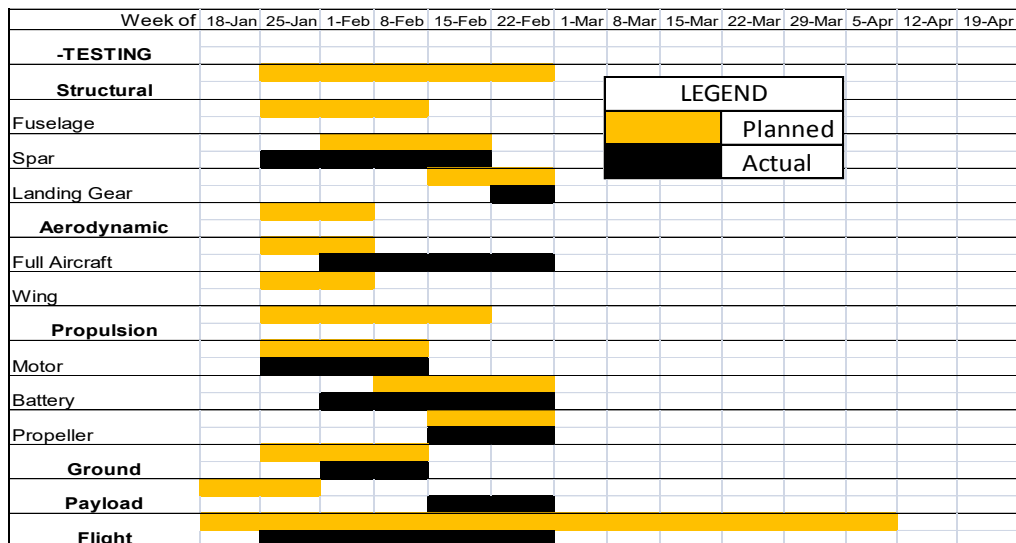 Week of 18-Jan 25-Jan 1-Feb 8-Feb 15-Feb 22-Feb 1-Mar 8-Mar 15-Mar 22-Mar 29-Mar 5-Apr 12-Apr 19-Apr
-TESTING
Structural
LEGEND
Fuselage
Planned
Spar
Actual
Landing Gear
Aerodynamic
Full Aircraft
Wing
Propulsion
Motor
Battery
Propeller
Ground
Payload
Flight